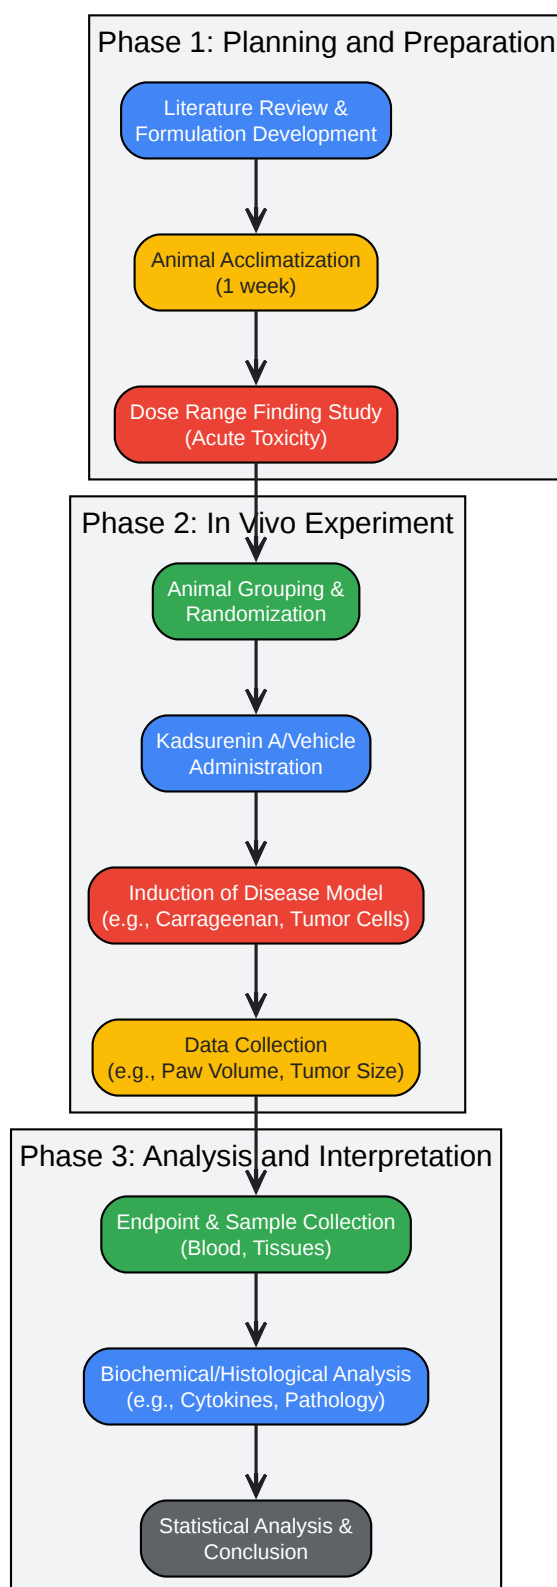 Phase 1: Planning and Preparation
Literature Review &
Formulation Development
Animal Acclimatization
(1 week)
Dose Range Finding Study
(Acute Toxicity)
Phase 2: In Vivo Experiment
Animal Grouping &
Randomization
Kadsurenin A/Vehicle
Administration
Induction of Disease Model
(e.g., Carrageenan, Tumor Cells)
Data Collection
(e.g., Paw Volume, Tumor Size)
Phase 3: Analysis and Interpretation
Endpoint & Sample Collection
(Blood, Tissues)
Biochemical/Histological Analysis
(e.g., Cytokines, Pathology)
Statistical Analysis &
Conclusion